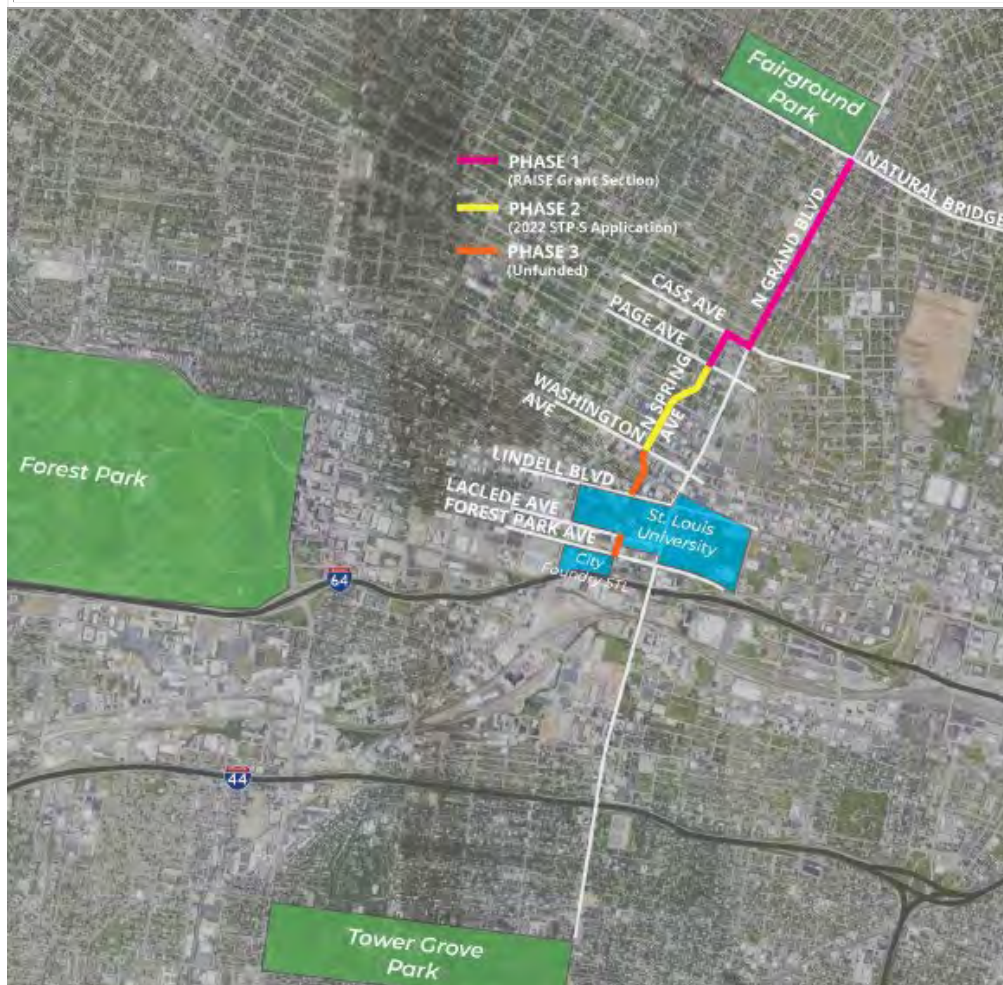 Fairground
Park
PHASE 1
(RAISE Grant Section)
PHASE 2
(2022 STP-S Application)
PHASE 3
(Unfunded)
NATURAL BRIDGE
N GRAND BLVD
CASS AVE
PAGE AVE
N SPRING
AVE
WASHINGTON
AVE
LINDELL BLVD
LACLEDE AVE
FOREST PARK AVE
St. Louis
University
City
Foundry STL
Forest Park
64
44
Tower Grove
Park